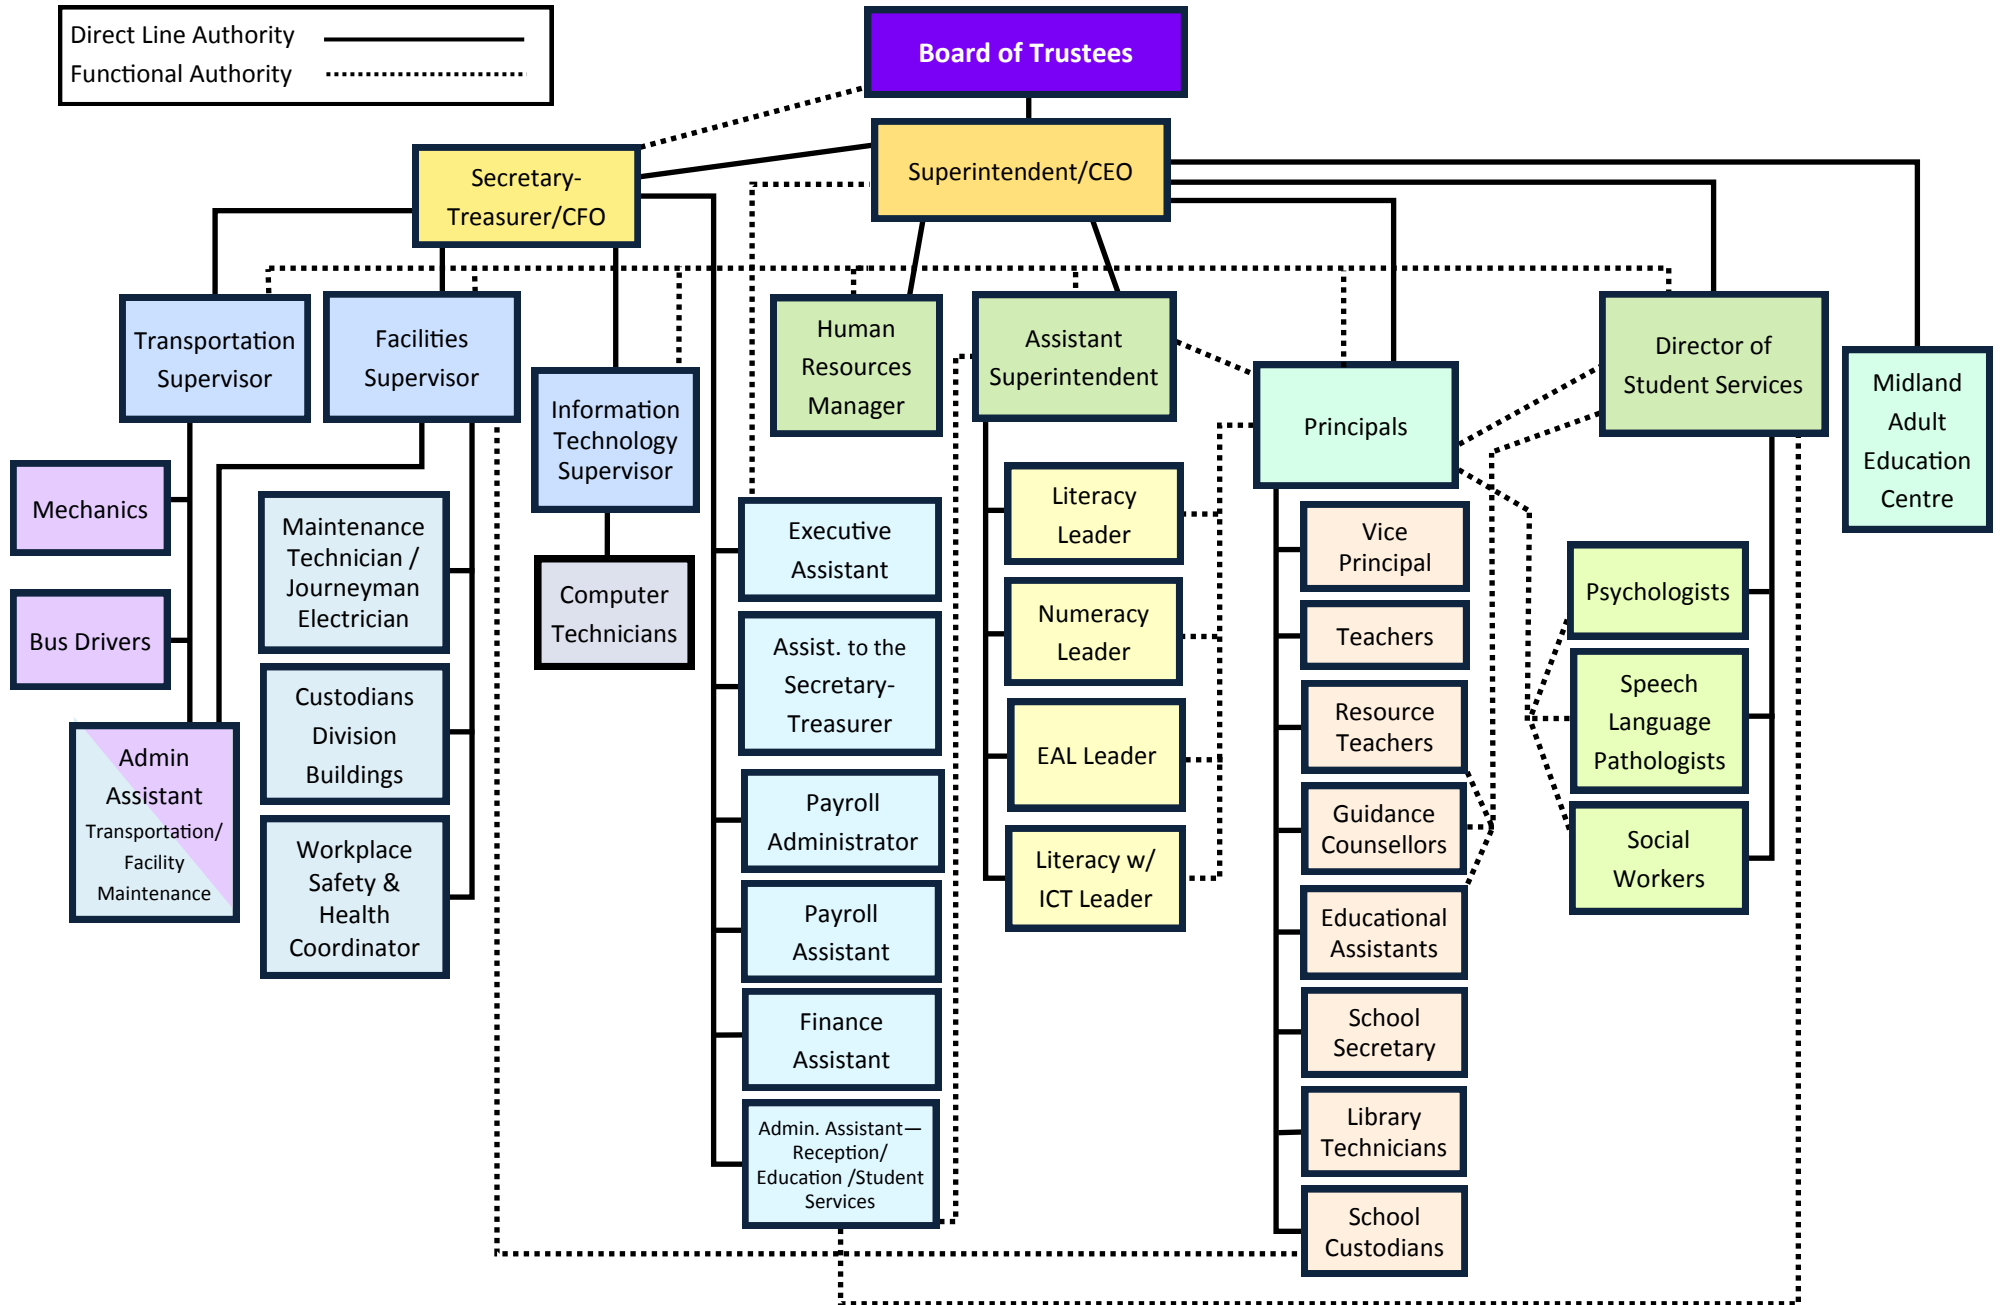 Direct Line Authority
Functional Authority
Board of Trustees
Superintendent/CEO
Secretary-
Treasurer/CFO
Transportation
Supervisor
Facilities
Supervisor
Information
Technology
Supervisor
Human
Resources
Manager
Assistant
Superintendent
Principals
Director of
Student Services
Midland
Adult
Education
Centre
Mechanics
Bus Drivers
Admin
Assistant
Transportation/
Facility
Maintenance
Maintenance
Technician /
Journeyman
Electrician
Custodians
Division
Buildings
Workplace
Safety &
Health
Coordinator
Computer
Technicians
Executive
Assistant
Assist. to the
Secretary-
Treasurer
Payroll
Administrator
Payroll
Assistant
Finance
Assistant
Admin. Assistant—
Reception/
Education /Student
Services
Literacy
Leader
Numeracy
Leader
EAL Leader
Literacy w/
ICT Leader
Vice
Principal
Teachers
Resource
Teachers
Guidance
Counsellors
Educational
Assistants
School
Secretary
Library
Technicians
School
Custodians
Psychologists
Speech
Language
Pathologists
Social
Workers